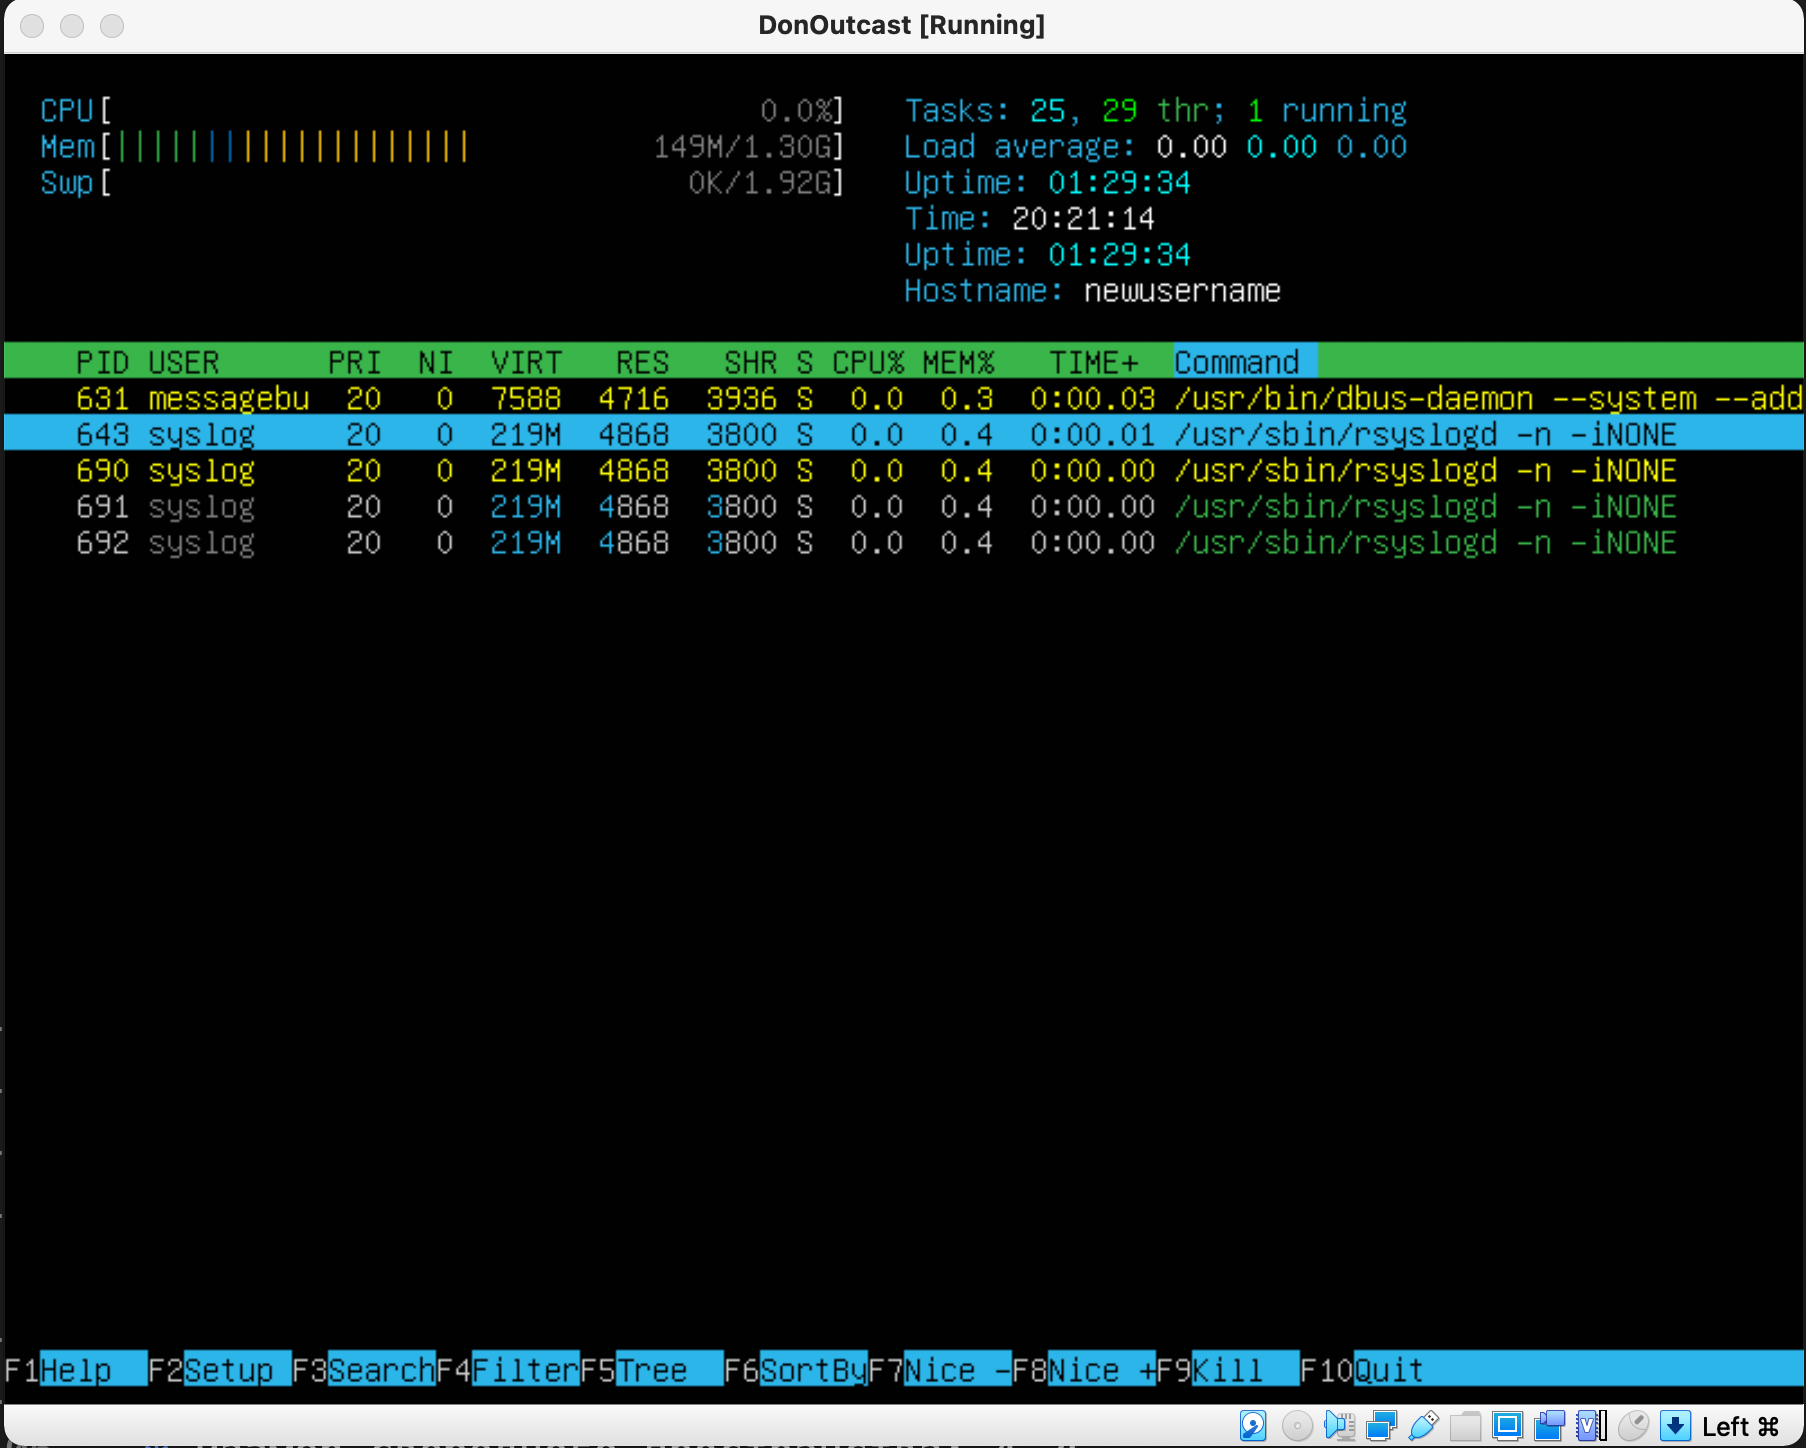 DonOutcast [Running]
CPU[ 0.0%]
Mem[|||||||||||||||||||| 149M/1.30G]
Swp[ 0K/1.92G]
Tasks: 25, 29 thr; 1 running
Load average: 0.00 0.00 0.00
Uptime: 01:29:34
Time: 20:21:14
Uptime: 01:29:34
Hostname: newusername
PID USER PRI NI VIRT RES SHR S CPU% MEM% TIME+ Command
631 messagebu 20 0 7588 4716 3936 S 0.0 0.3 0:00.03 /usr/bin/dbus-daemon --system --add
643 syslog 20 0 219M 4868 3800 S 0.0 0.4 0:00.01 /usr/sbin/rsyslogd -n -iNONE
690 syslog 20 0 219M 4868 3800 S 0.0 0.4 0:00.00 /usr/sbin/rsyslogd -n -iNONE
691 syslog 20 0 219M 4868 3800 S 0.0 0.4 0:00.00 /usr/sbin/rsyslogd -n -iNONE
692 syslog 20 0 219M 4868 3800 S 0.0 0.4 0:00.00 /usr/sbin/rsyslogd -n -iNONE
F1Help F2Setup F3SearchF4FilterF5Tree F6SortByF7Nice -F8Nice +F9Kill F10Quit
Left ⌘